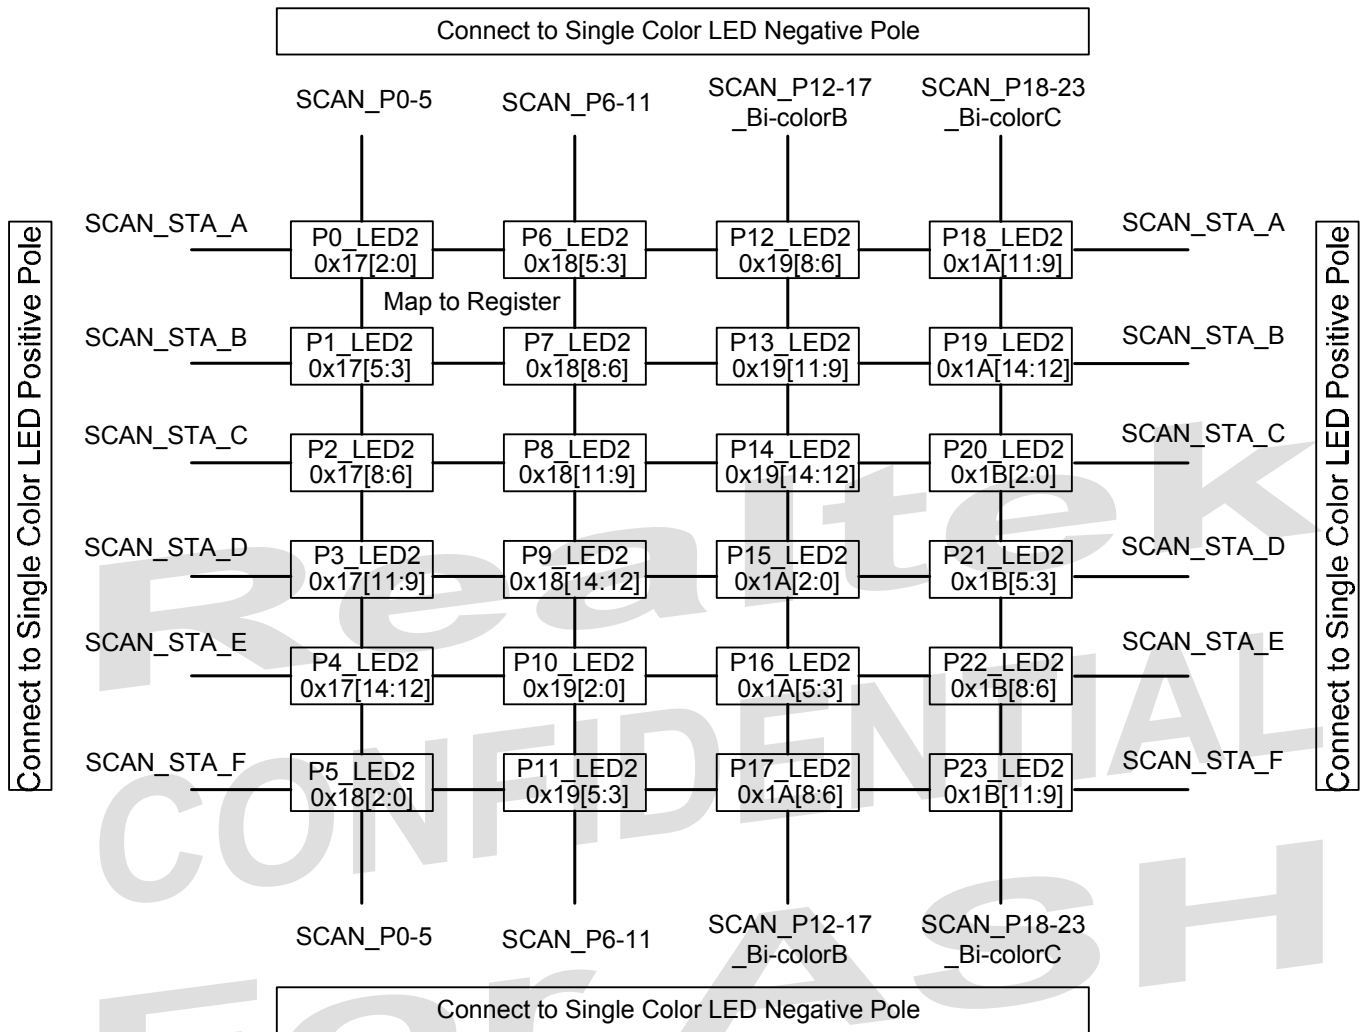 Connect to Single Color LED Negative Pole
SCAN_P0-5
SCAN_P6-11
SCAN_P12-17
_Bi-colorB
SCAN_P18-23
_Bi-colorC
Connect to Single Color LED Positive Pole
Connect to Single Color LED Positive Pole
SCAN_STA_A
P0_LED2
0x17[2:0]
P6_LED2
0x18[5:3]
P12_LED2
0x19[8:6]
P18_LED2
0x1A[11:9]
SCAN_STA_A
Map to Register
SCAN_STA_B
P1_LED2
0x17[5:3]
P7_LED2
0x18[8:6]
P13_LED2
0x19[11:9]
P19_LED2
0x1A[14:12]
SCAN_STA_B
SCAN_STA_C
P2_LED2
0x17[8:6]
P8_LED2
0x18[11:9]
P14_LED2
0x19[14:12]
P20_LED2
0x1B[2:0]
SCAN_STA_C
SCAN_STA_D
P3_LED2
0x17[11:9]
P9_LED2
0x18[14:12]
P15_LED2
0x1A[2:0]
P21_LED2
0x1B[5:3]
SCAN_STA_D
SCAN_STA_E
P4_LED2
0x17[14:12]
P10_LED2
0x19[2:0]
P16_LED2
0x1A[5:3]
P22_LED2
0x1B[8:6]
SCAN_STA_E
SCAN_STA_F
P5_LED2
0x18[2:0]
P11_LED2
0x19[5:3]
P17_LED2
0x1A[8:6]
P23_LED2
0x1B[11:9]
SCAN_STA_F
SCAN_P0-5
SCAN_P6-11
SCAN_P12-17
_Bi-colorB
SCAN_P18-23
_Bi-colorC
Connect to Single Color LED Negative Pole
Realtek
CONFIDENTIAL
For ASH